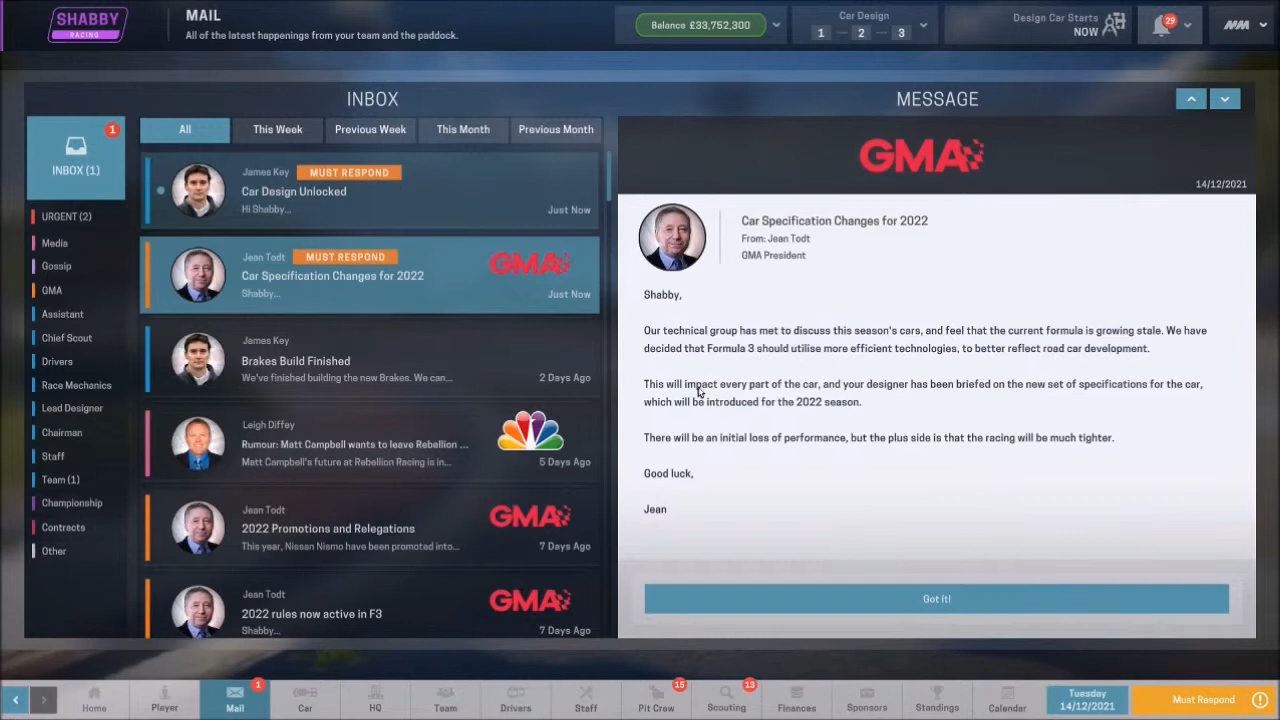 SHABBY
RACING
MAIL
All of the latest happenings from your team and the paddock.
Balance £33,752,300
Car Design
1 — 2 — 3
Design Car Starts
NOW
29
INBOX
MESSAGE
1
INBOX (1)
URGENT (2)
Media
Gossip
GMA
Assistant
Chief Scout
Drivers
Race Mechanics
Lead Designer
Chairman
Staff
Team (1)
Championship
Contracts
Other
All
This Week
Previous Week
This Month
Previous Month
James Key MUST RESPOND
Car Design Unlocked
Hi Shabby...
Just Now
Jean Todt MUST RESPOND
Car Specification Changes for 2022
GMA
Shabby...
Just Now
James Key
Brakes Build Finished
We've finished building the new Brakes. We can...
2 Days Ago
Leigh Diffey
Rumour: Matt Campbell wants to leave Rebellion ...
Matt Campbell's future at Rebellion Racing is in...
5 Days Ago
Jean Todt
GMA
2022 Promotions and Relegations
This year, Nissan Nismo have been promoted into...
7 Days Ago
Jean Todt
GMA
2022 rules now active in F3
Shabby...
7 Days Ago
GMA
14/12/2021
Car Specification Changes for 2022
From: Jean Todt
GMA President
Shabby,
Our technical group has met to discuss this season's cars, and feel that the current formula is growing stale. We have
decided that Formula 3 should utilise more efficient technologies, to better reflect road car development.
This will impact every part of the car, and your designer has been briefed on the new set of specifications for the car,
which will be introduced for the 2022 season.
There will be an initial loss of performance, but the plus side is that the racing will be much tighter.
Good luck,
Jean
Got it!
Home
Player
1
Mail
Car
HQ
Team
Drivers
Staff
15
Pit Crew
13
Scouting
Finances
Sponsors
Standings
Calendar
Tuesday
14/12/2021
Must Respond